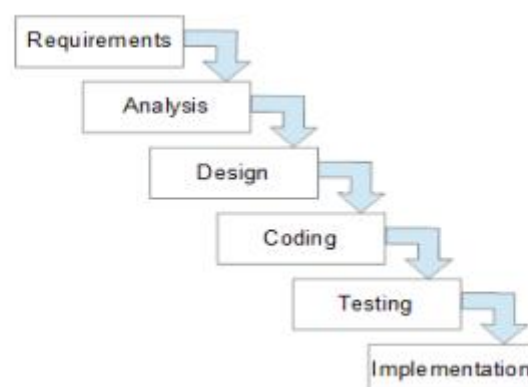 Requirements
Analysis
Design
Coding
Testing
Implementation